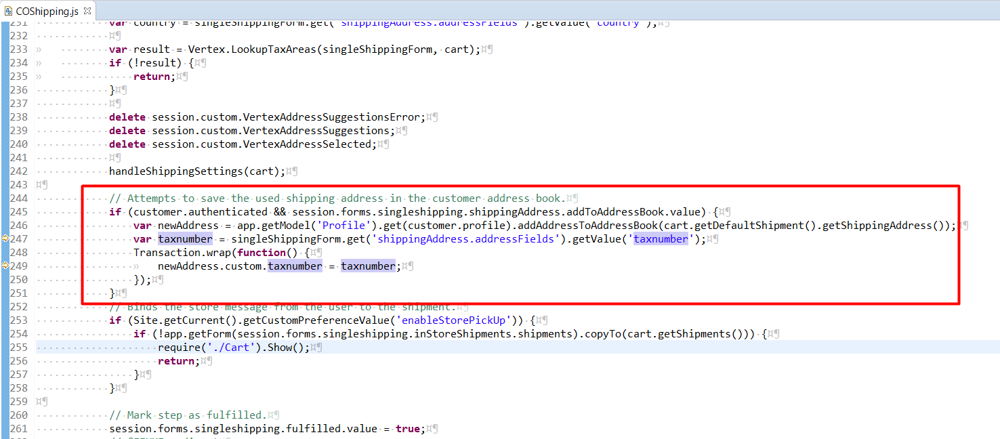 COShipping.js
231 var country = singleShippingForm.get('shippingAddress.addressFields').getValue('country');
232
233 var result = Vertex.LookupTaxAreas(singleShippingForm, cart);
234 if (!result) {
235 return;
236 }
237
238 delete session.custom.VertexAddressSuggestionsError;
239 delete session.custom.VertexAddressSuggestions;
240 delete session.custom.VertexAddressSelected;
241
242 handleShippingSettings(cart);
243
244 // Attempts to save the used shipping address in the customer address book.
245 if (customer.authenticated && session.forms.singleshipping.shippingAddress.addToAddressBook.value) {
246 var newAddress = app.getModel('Profile').get(customer.profile).addAddressToAddressBook(cart.getDefaultShipment().getShippingAddress());
247 var taxnumber = singleShippingForm.get('shippingAddress.addressFields').getValue('taxnumber');
248 Transaction.wrap(function() {
249 newAddress.custom.taxnumber = taxnumber;
250 });
251 }
252 // Binds the store message from the user to the shipment.
253 if (Site.getCurrent().getCustomPreferenceValue('enableStorePickUp')) {
254 if (!app.getForm(session.forms.singleshipping.inStoreShipments.shipments).copyTo(cart.getShipments())) {
255 require('./Cart').Show();
256 return;
257 }
258 }
259
260 // Mark step as fulfilled.
261 session.forms.singleshipping.fulfilled.value = true;